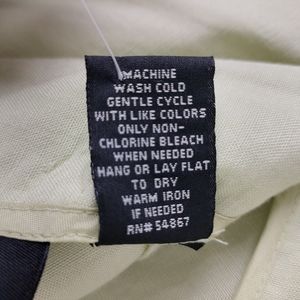 MACHINE
WASH COLD
GENTLE CYCLE
WITH LIKE COLORS
ONLY NON-
CHLORINE BLEACH
WHEN NEEDED
HANG OR LAY FLAT
TO DRY
WARM IRON
IF NEEDED
RN# 54867